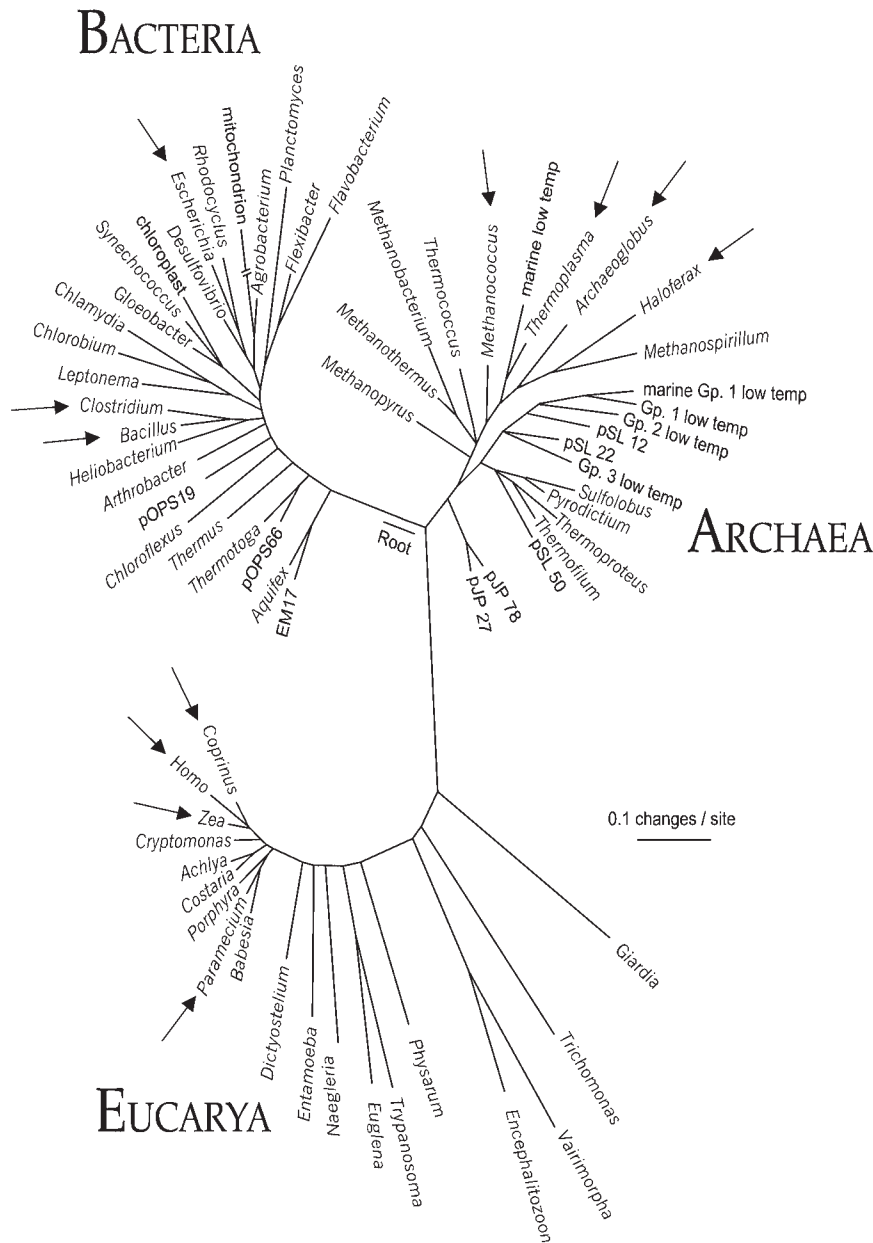 BACTERIA
Planctomyces
mitochondrion
Flavobacterium
Rhodocyclus
Escherichia
Agrobacterium
Flexibacter
Desulfovibrio
chloroplast
Synechococcus
Gloeobacter
Chlamydia
Chlorobium
Leptonema
Clostridium
Bacillus
Heliobacterium
Arthrobacter
pOPS19
Chloroflexus
Thermus
Thermotoga
pOPS66
Aquifex
EM17
Root
Methanopyrus
Methanothermus
Methanobacterium
Thermococcus
Methanococcus
marine low temp
Thermoplasma
Archaeoglobus
Haloferax
Methanospirillum
marine Gp. 1 low temp
Gp. 1 low temp
Gp. 2 low temp
pSL 12
pSL 22
Gp. 3 low temp
Sulfolobus
Pyrodictium
Thermoproteus
Thermofilum
pSL 50
pJP 78
pJP 27
ARCHAEA
Coprinus
Homo
Zea
Cryptomonas
Achlya
Costaria
Porphyra
Paramecium
Babesia
Dictyostelium
Entamoeba
Naegleria
Euglena
Trypanosoma
Physarum
Encephalitozoon
Vairimorpha
Trichomonas
Giardia
0.1 changes / site
EUCARYA